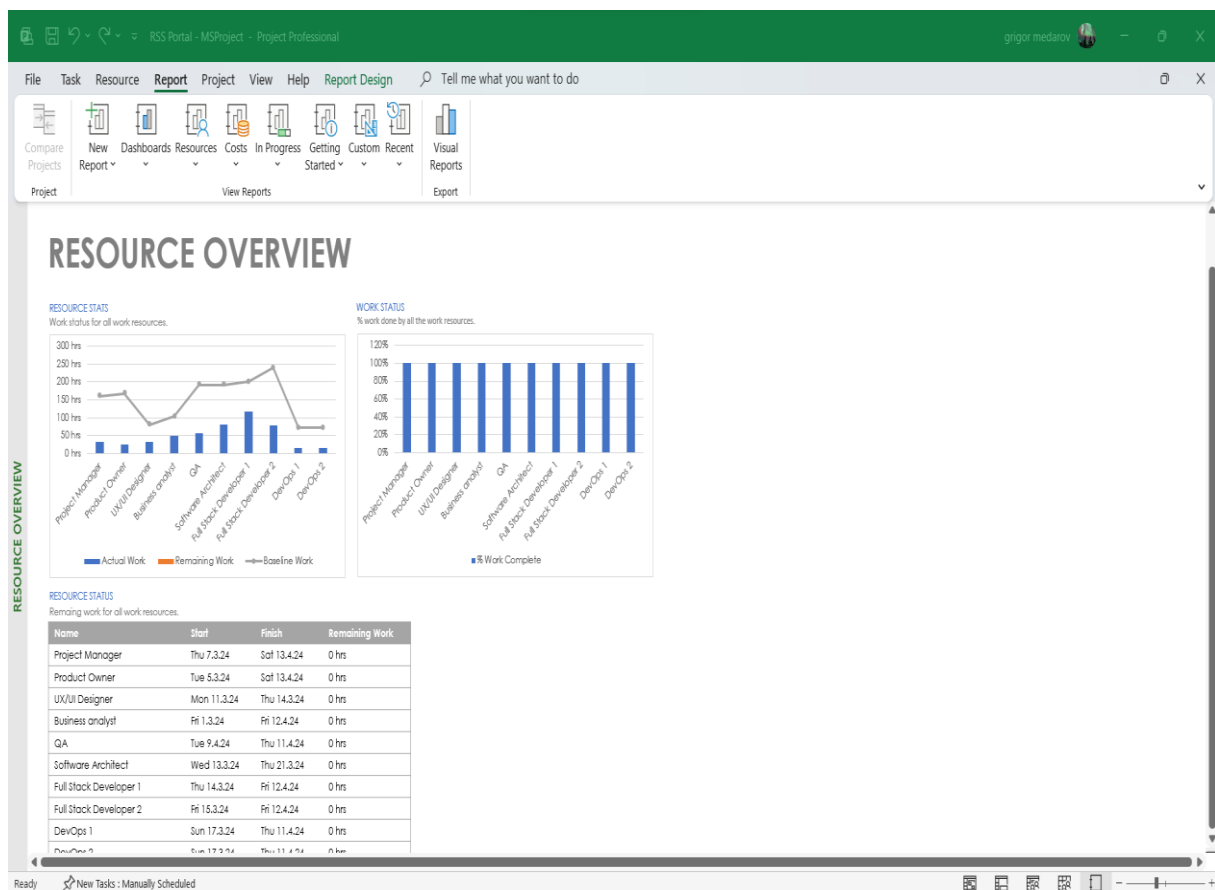 RSS Portal - MSProject - Project Professional
grigor medarov
File Task Resource Report Project View Help Report Design Tell me what you want to do
Compare Projects
New Report
Dashboards
Resources
Costs
In Progress
Getting Started
Custom
Recent
Visual Reports
Project
View Reports
Export
RESOURCE OVERVIEW
RESOURCE OVERVIEW
RESOURCE STATS
Work status for all work resources.
300 hrs
250 hrs
200 hrs
150 hrs
100 hrs
50 hrs
0 hrs
Project Manager
Product Owner
UX/UI Designer
Business analyst
QA
Software Architect
Full Stack Developer 1
Full Stack Developer 2
DevOps 1
DevOps 2
Actual Work Remaining Work Baseline Work
WORK STATUS
% work done by all the work resources.
120%
100%
80%
60%
40%
20%
0%
Project Manager
Product Owner
UX/UI Designer
Business analyst
QA
Software Architect
Full Stack Developer 1
Full Stack Developer 2
DevOps 1
DevOps 2
% Work Complete
RESOURCE STATUS
Remaing work for all work resources.
Name Start Finish Remaining Work
Project Manager Thu 7.3.24 Sat 13.4.24 0 hrs
Product Owner Tue 5.3.24 Sat 13.4.24 0 hrs
UX/UI Designer Mon 11.3.24 Thu 14.3.24 0 hrs
Business analyst Fri 1.3.24 Fri 12.4.24 0 hrs
QA Tue 9.4.24 Thu 11.4.24 0 hrs
Software Architect Wed 13.3.24 Thu 21.3.24 0 hrs
Full Stack Developer 1 Thu 14.3.24 Fri 12.4.24 0 hrs
Full Stack Developer 2 Fri 15.3.24 Fri 12.4.24 0 hrs
DevOps 1 Sun 17.3.24 Thu 11.4.24 0 hrs
DevOps 2 Sun 17.3.24 Thu 11.4.24 0 hrs
Ready New Tasks : Manually Scheduled